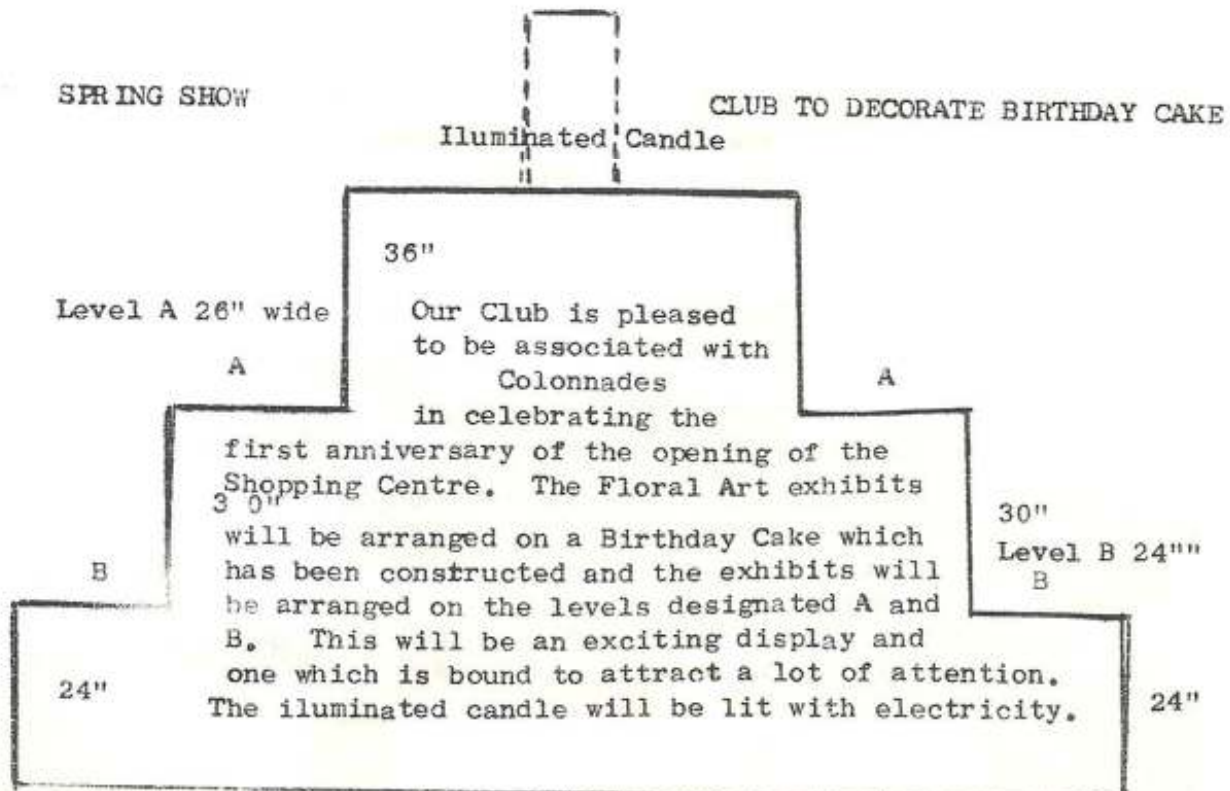 SPRING SHOW
CLUB TO DECORATE BIRTHDAY CAKE
Iluminated Candle
36"
Level A 26" wide
Our Club is pleased
to be associated with
A
A
Colonnades
in celebrating the
first anniversary of the opening of the
Shopping Centre. The Floral Art exhibits
3 0"
30"
will be arranged on a Birthday Cake which
Level B 24""
B
has been constructed and the exhibits will
B
be arranged on the levels designated A and
B. This will be an exciting display and
24"
one which is bound to attract a lot of attention.
24"
The iluminated candle will be lit with electricity.